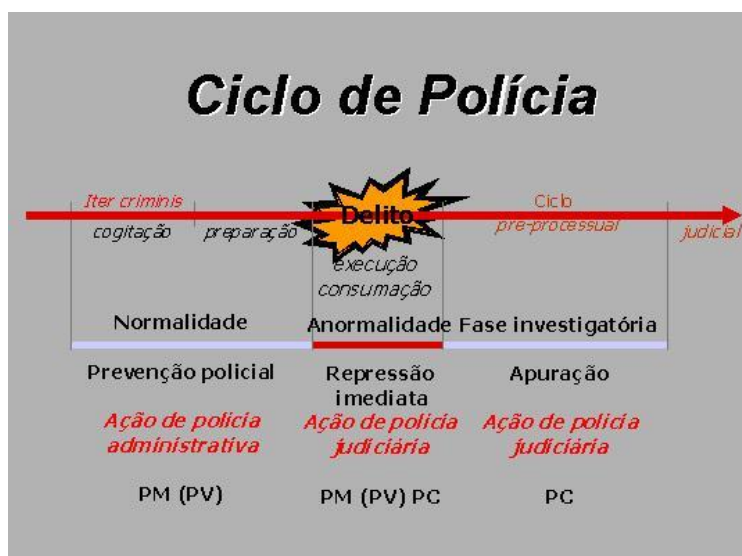 Ciclo de Polícia
Iter criminis
Delito
Ciclo
cogitação
preparação
pré-processual
judicial
execução
consumação
Normalidade
Anormalidade
Fase investigatória
Prevenção policial
Repressão
imediata
Apuração
Ação de polícia
administrativa
Ação de polícia
judiciária
Ação de polícia
judiciária
PM (PV)
PM (PV) PC
PC